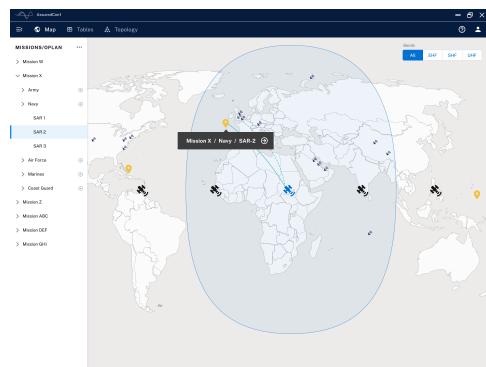 AssuredConf
Map
Tables
Topology
MISSIONS/OPLAN
Bands
All
EHF
SHF
UHF
Mission W
Mission X
Army
Navy
SAR 1
SAR 2
SAR 3
Air Force
Marines
Coast Guard
Mission Z
Mission ABC
Mission DEF
Mission GHI
Mission X / Navy / SAR-2